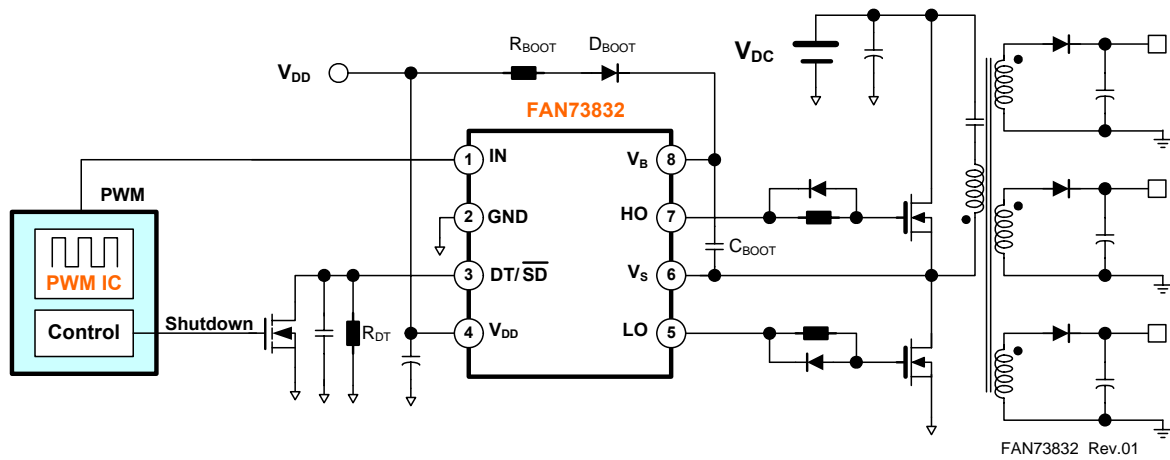 R_BOOT D_BOOT
V_DC
V_DD
FAN73832
1 IN
V_B 8
PWM
2 GND
HO 7
PWM IC
C_BOOT
3 DT/S̅D̅
V_S 6
Control
Shutdown
R_DT
4 V_DD
LO 5
FAN73832 Rev.01